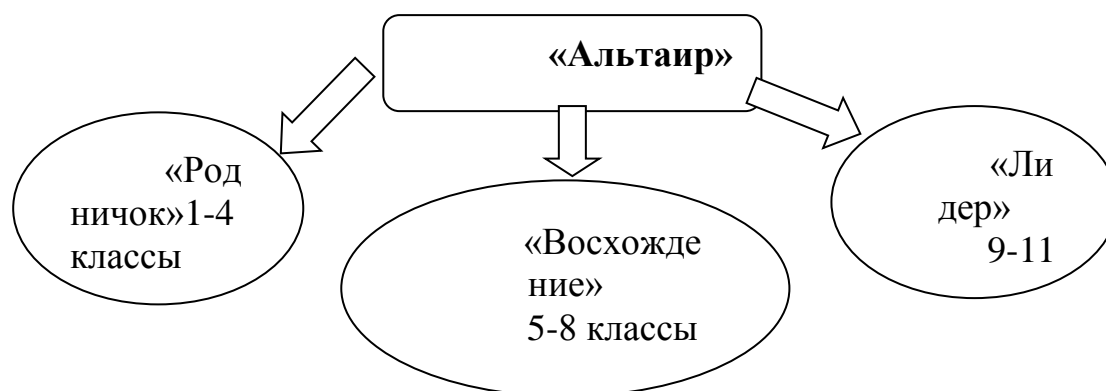 «Альтаир»
«Род
ничок»1-4
классы
«Восхожде
ние»
5-8 классы
«Ли
дер»
9-11